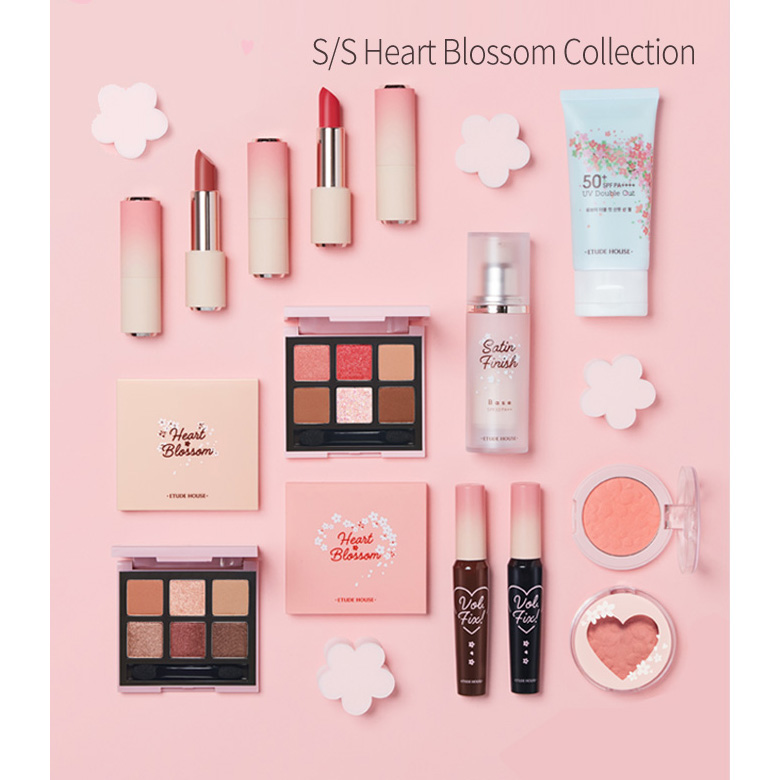 S/S Heart Blossom Collection
50+
SPF PA++++
UV Double Cut
·ETUDE HOUSE·
Satin
Finish
Rose
·ETUDE HOUSE·
Heart
Blossom
·ETUDE HOUSE·
Heart
Blossom
·ETUDE HOUSE·
Vol.
Fix!
ETUDE HOUSE
Vol.
Fix!
ETUDE HOUSE